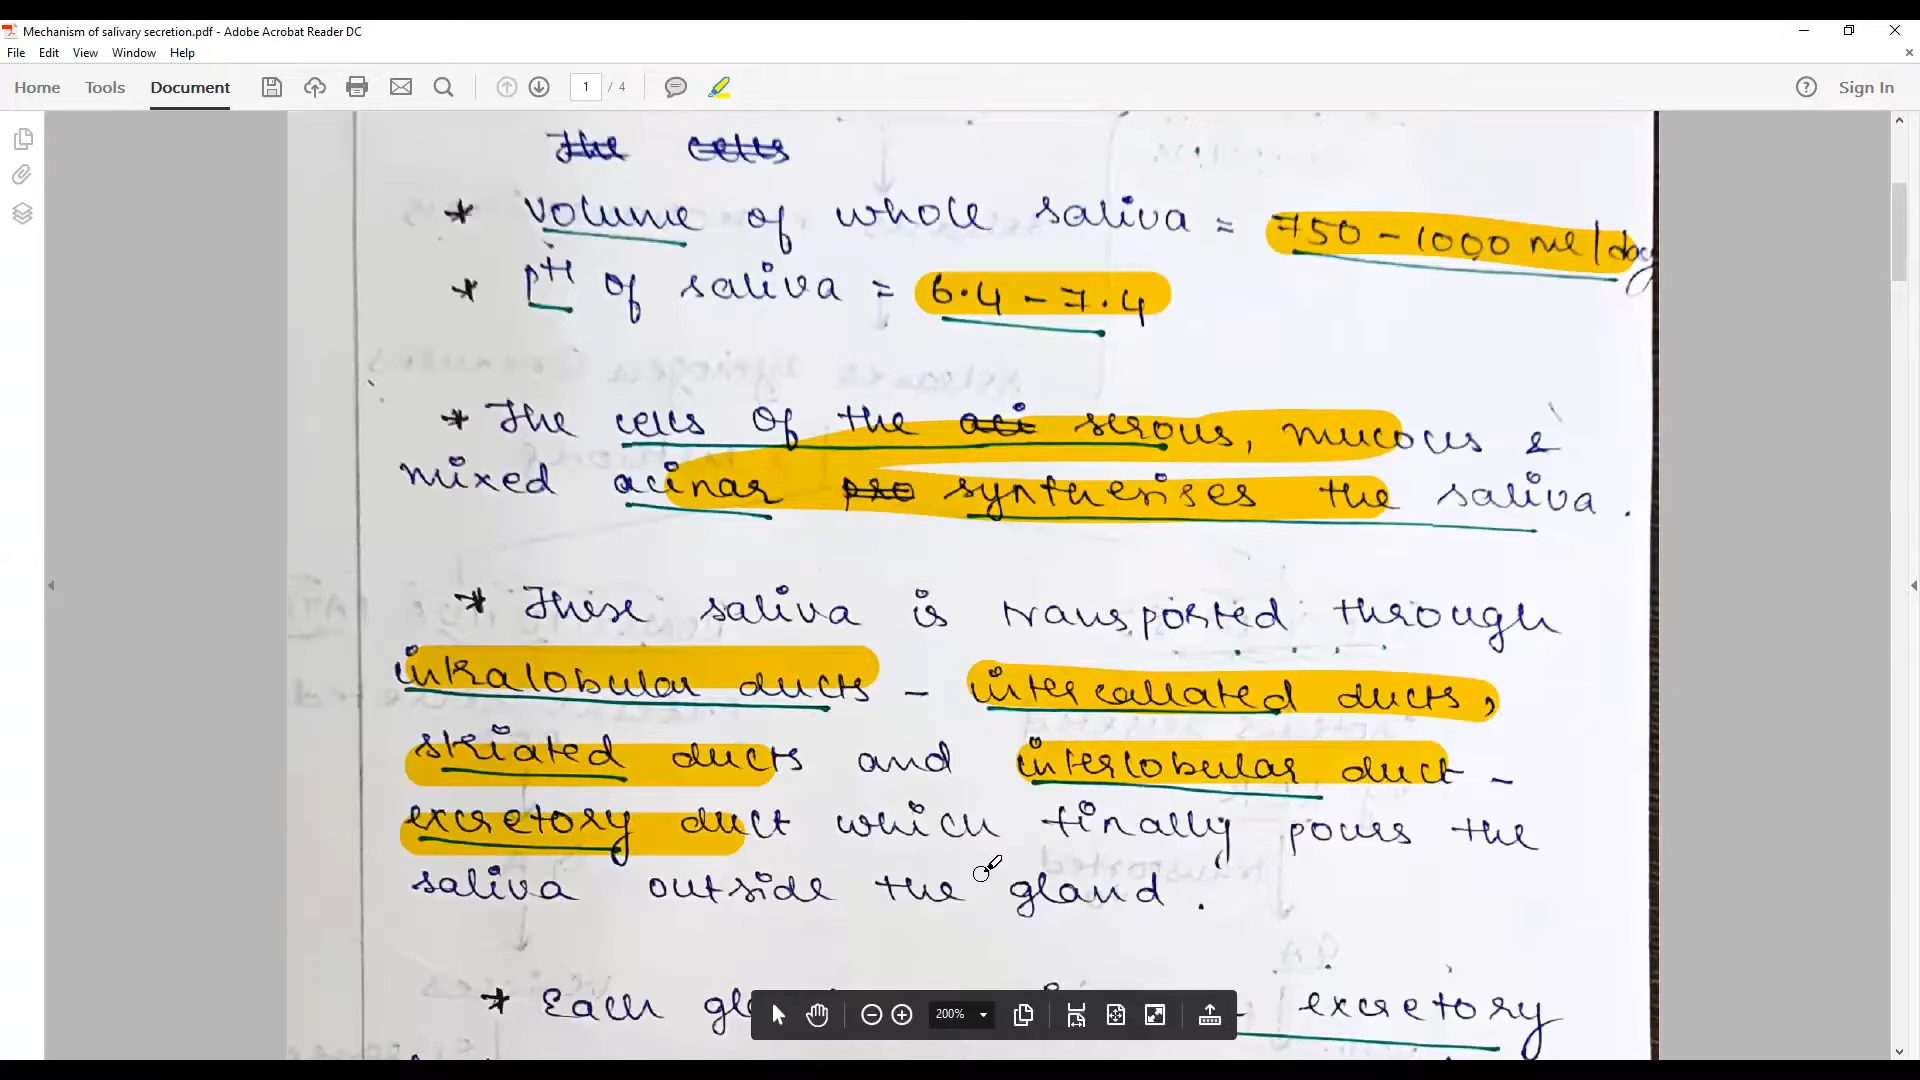 Mechanism of salivary secretion.pdf - Adobe Acrobat Reader DC
File Edit View Window Help
Home Tools Document 1 / 4 Sign In
The cells
* Volume of whole saliva = 750 - 1000 ml/day
* pH of saliva = 6.4 - 7.4
* The cells of the aci serous, mucous &
mixed acinar pro synthesises the saliva.
* These saliva is transported through
intralobular ducts - intercallated ducts,
striated ducts and interlobular duct -
excretory duct which finally pours the
saliva outside the gland.
* Each excretory
200%